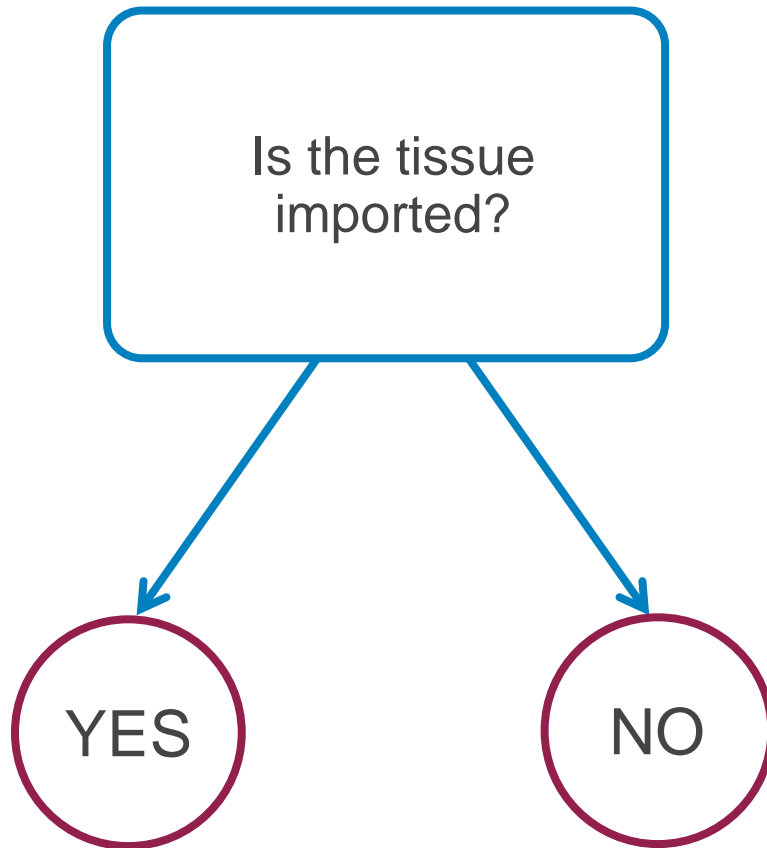 Is the tissue
imported?
YES
NO